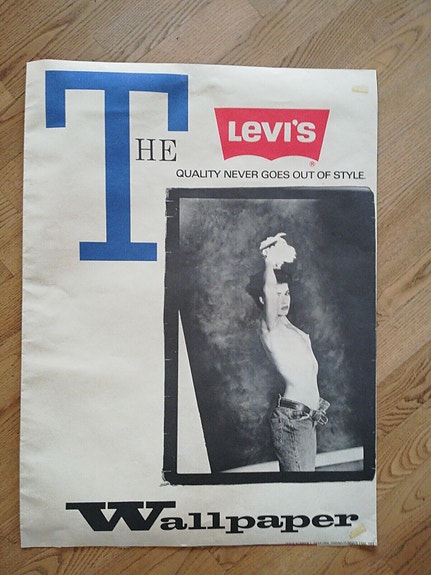 THE
LEVI'S
®
QUALITY NEVER GOES OUT OF STYLE.
Wallpaper